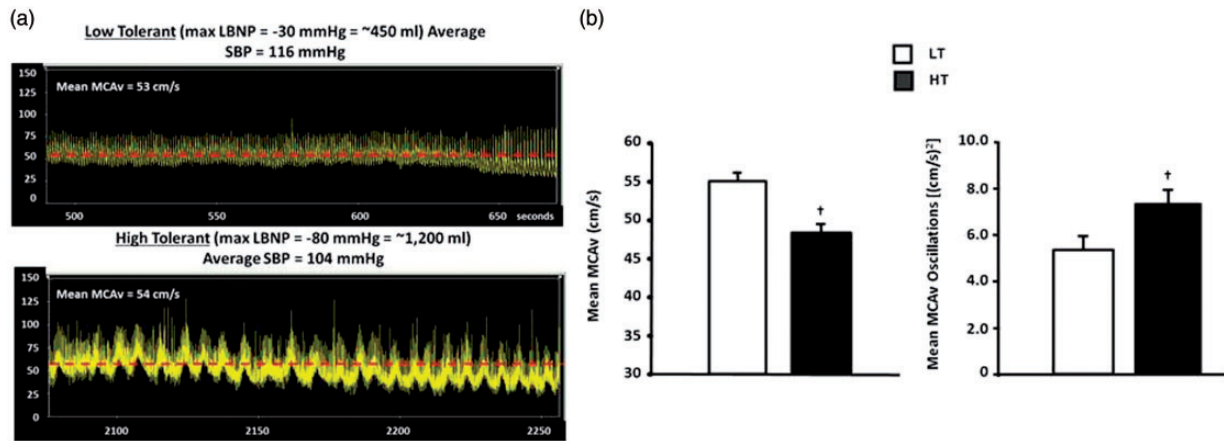 (a)
Low Tolerant (max LBNP = -30 mmHg = ~450 ml) Average
SBP = 116 mmHg
150
Mean MCAv = 53 cm/s
125
100
75
50
25
0
500
550
600
650
seconds
High Tolerant (max LBNP = -80 mmHg = ~1,200 ml)
Average SBP = 104 mmHg
150
Mean MCAv = 54 cm/s
125
100
75
50
25
0
2100
2150
2200
2250
(b)
LT
HT
Mean MCAv (cm/s)
60
55
50
45
40
35
30
†
Mean MCAv Oscillations [(cm/s)²]
10.0
8.0
6.0
4.0
2.0
0
†